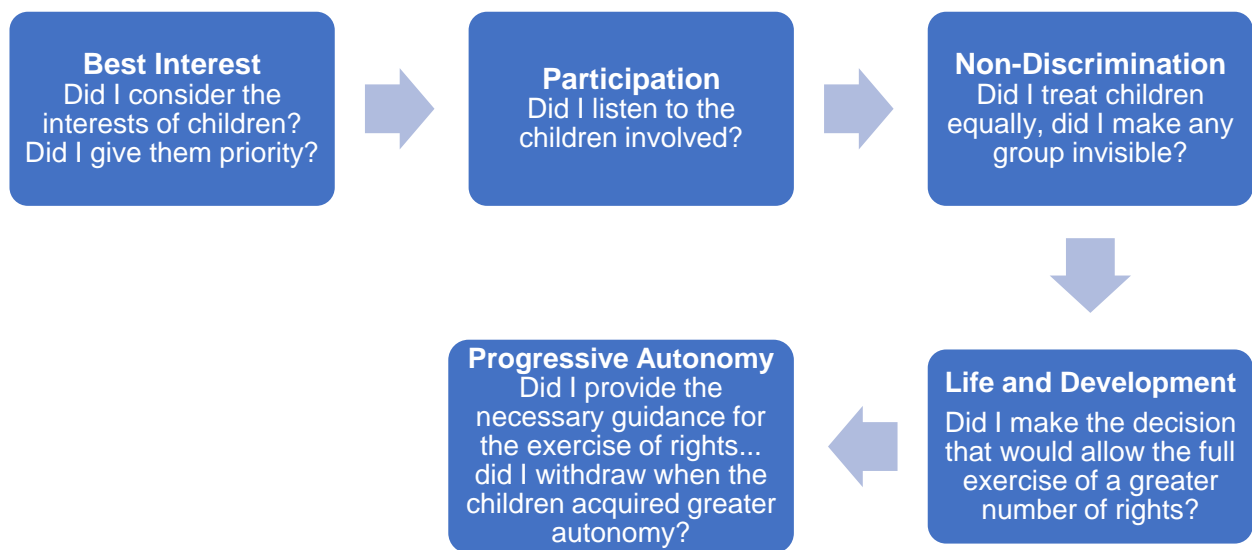 Best Interest
Did I consider the
interests of children?
Did I give them priority?
Participation
Did I listen to the
children involved?
Non-Discrimination
Did I treat children
equally, did I make any
group invisible?
Life and Development
Did I make the decision
that would allow the full
exercise of a greater
number of rights?
Progressive Autonomy
Did I provide the
necessary guidance for
the exercise of rights...
did I withdraw when the
children acquired greater
autonomy?